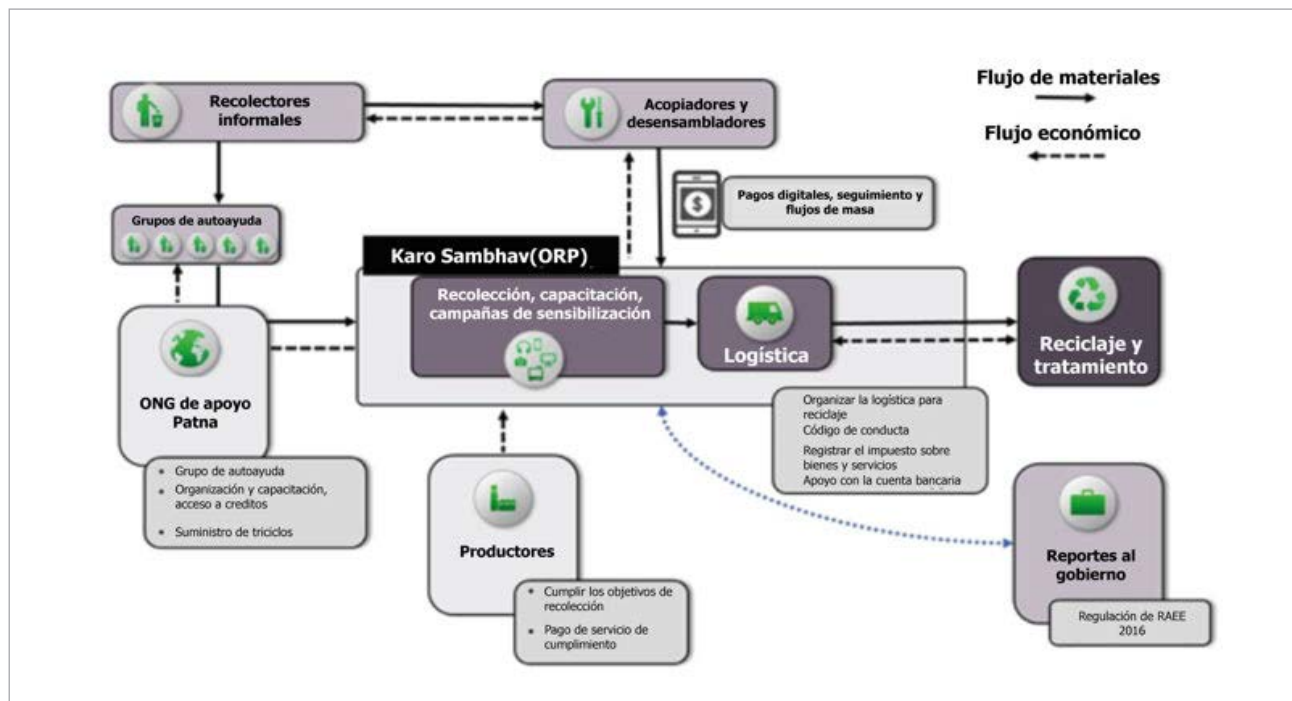 Flujo de materiales
Flujo económico
Recolectores
informales
Acopiadores y
desensambladores
Pagos digitales, seguimiento y
flujos de masa
$
Grupos de autoayuda
Karo Sambhav(ORP)
Recolección, capacitación,
campañas de sensibilización
Logística
Reciclaje y
tratamiento
ONG de apoyo
Patna
Organizar la logística para
reciclaje
Código de conducta
Registrar el impuesto sobre
bienes y servicios
Apoyo con la cuenta bancaria
• Grupo de autoayuda
• Organización y capacitación,
acceso a creditos
• Suministro de triciclos
Productores
• Cumplir los objetivos de
recolección
• Pago de servicio de
cumplimiento
Reportes al
gobierno
Regulación de RAEE
2016